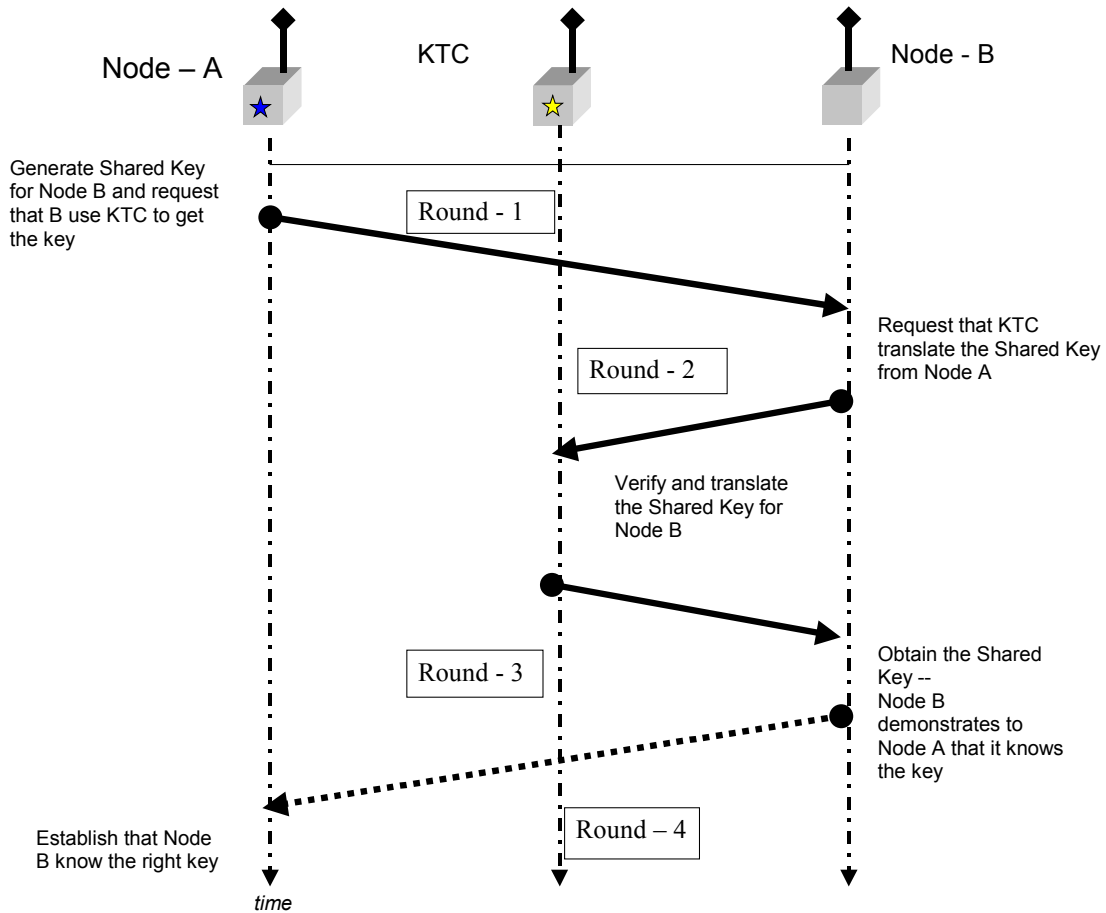 Node – A
KTC
Node - B
Generate Shared Key
for Node B and request
that B use KTC to get
the key
Round - 1
Request that KTC
translate the Shared Key
from Node A
Round - 2
Verify and translate
the Shared Key for
Node B
Round - 3
Obtain the Shared
Key --
Node B
demonstrates to
Node A that it knows
the key
Round – 4
Establish that Node
B know the right key
time